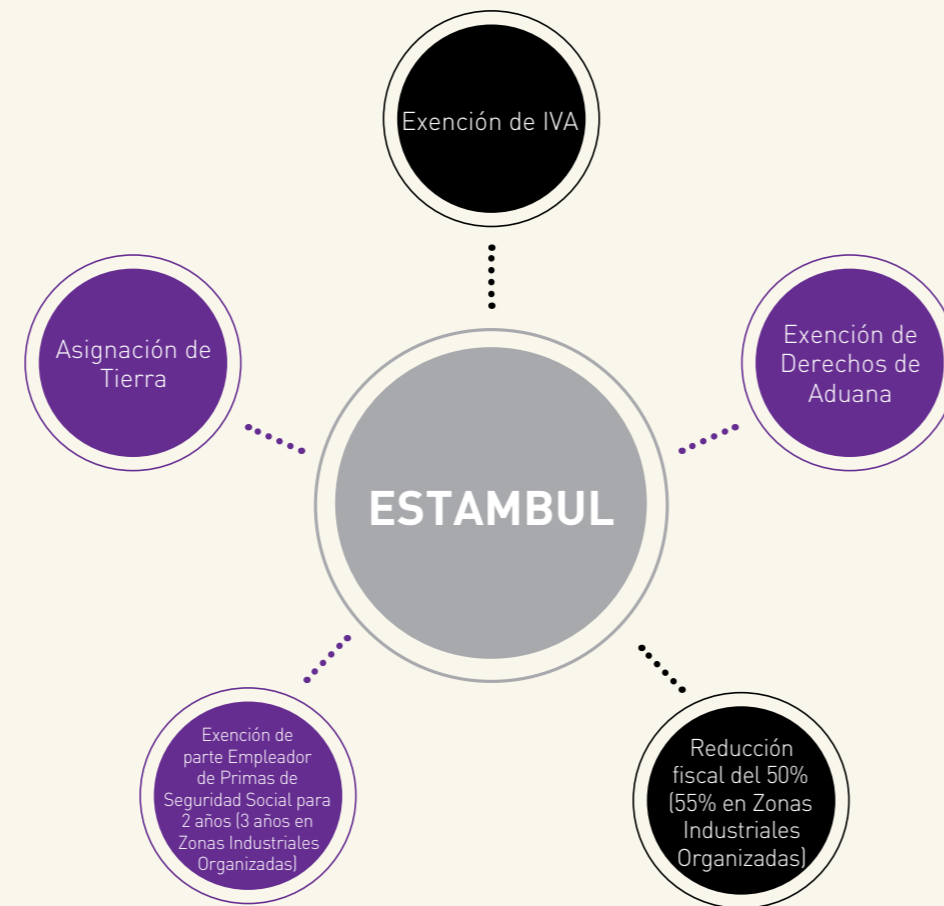 Exención de IVA
Asignación de
Tierra
Exención de
Derechos de
Aduana
ESTAMBUL
Exención de
parte Empleador
de Primas de
Seguridad Social para
2 años (3 años en
Zonas Industriales
Organizadas)
Reducción
fiscal del 50%
(55% en Zonas
Industriales
Organizadas)